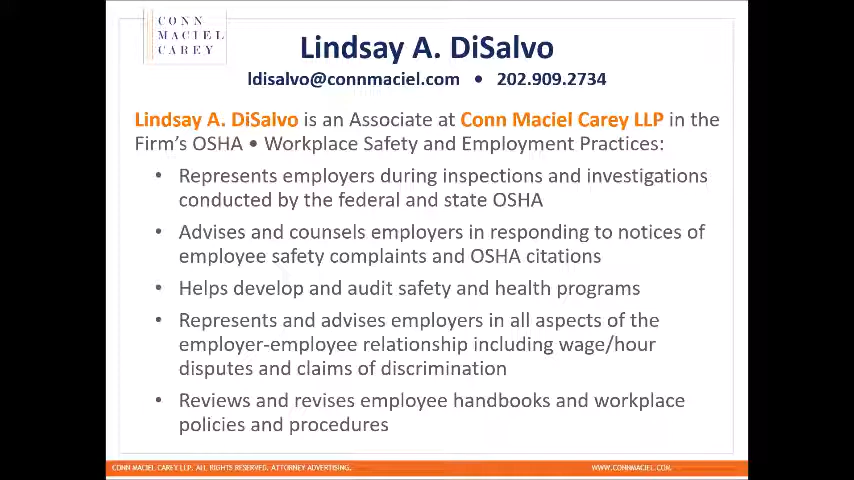 CONN
MACIEL
CAREY
Lindsay A. DiSalvo
ldisalvo@connmaciel.com • 202.909.2734
Lindsay A. DiSalvo is an Associate at Conn Maciel Carey LLP in the
Firm's OSHA • Workplace Safety and Employment Practices:
• Represents employers during inspections and investigations
conducted by the federal and state OSHA
• Advises and counsels employers in responding to notices of
employee safety complaints and OSHA citations
• Helps develop and audit safety and health programs
• Represents and advises employers in all aspects of the
employer-employee relationship including wage/hour
disputes and claims of discrimination
• Reviews and revises employee handbooks and workplace
policies and procedures
CONN MACIEL CAREY LLP. ALL RIGHTS RESERVED. ATTORNEY ADVERTISING. WWW.CONNMACIEL.COM